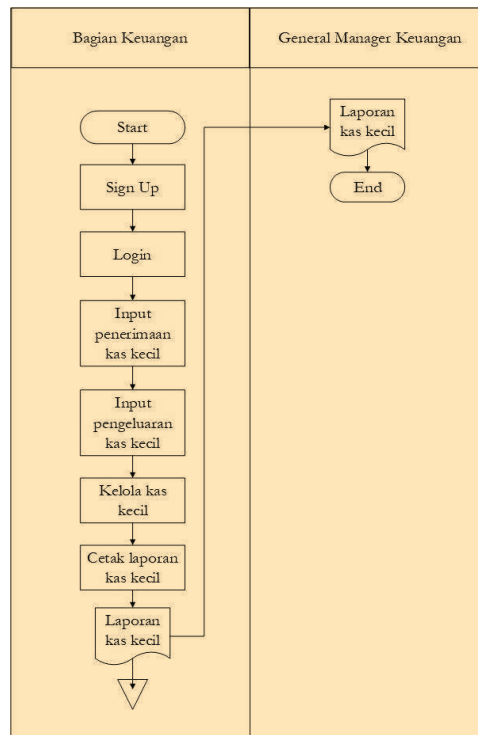 Bagian Keuangan
General Manager Keuangan
Start
Sign Up
Login
Input
penerimaan
kas kecil
Input
pengeluaran
kas kecil
Kelola kas
kecil
Cetak laporan
kas kecil
Laporan
kas kecil
Laporan
kas kecil
End